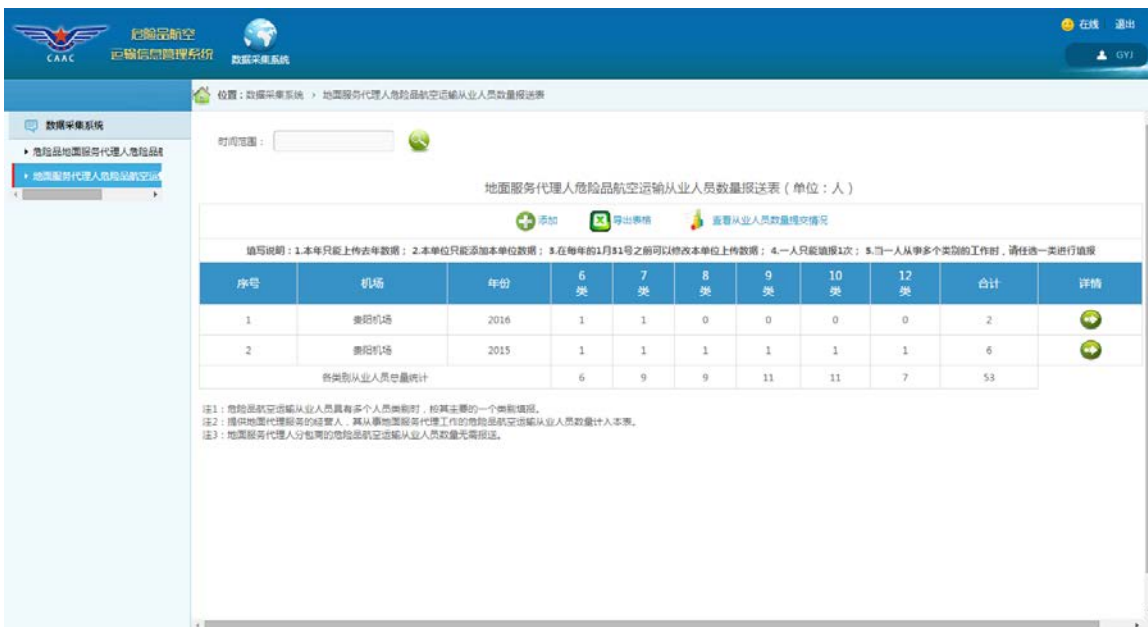 危险品航空
运输信息管理系统
CAAC
数据采集系统
在线 退出
GYJ
位置：数据采集系统 › 地面服务代理人危险品航空运输从业人员数量报送表
数据采集系统
危险品地面服务代理人危险品
地面服务代理人危险品航空运
时间范围：
地面服务代理人危险品航空运输从业人员数量报送表（单位：人）
添加 导出表格 查看从业人员数量提交情况
填写说明：1.本年只能上传去年数据； 2.本单位只能添加本单位数据； 3.在每年的1月31号之前可以修改本单位上传数据； 4.一人只能填报1次； 5.当一人从事多个类别的工作时，请任选一类进行填报
序号 机场 年份 6类 7类 8类 9类 10类 12类 合计 详情
1 贵阳机场 2016 1 1 0 0 0 0 2
2 贵阳机场 2015 1 1 1 1 1 1 6
各类别从业人员总量统计 6 9 9 11 11 7 53
注1：危险品航空运输从业人员具有多个人员类别时，按其主要的一个类别填报。
注2：提供地面代理服务的经营人，其从事地面服务代理工作的危险品航空运输从业人员数量计入本表。
注3：地面服务代理人分包商的危险品航空运输从业人员数量无需报送。